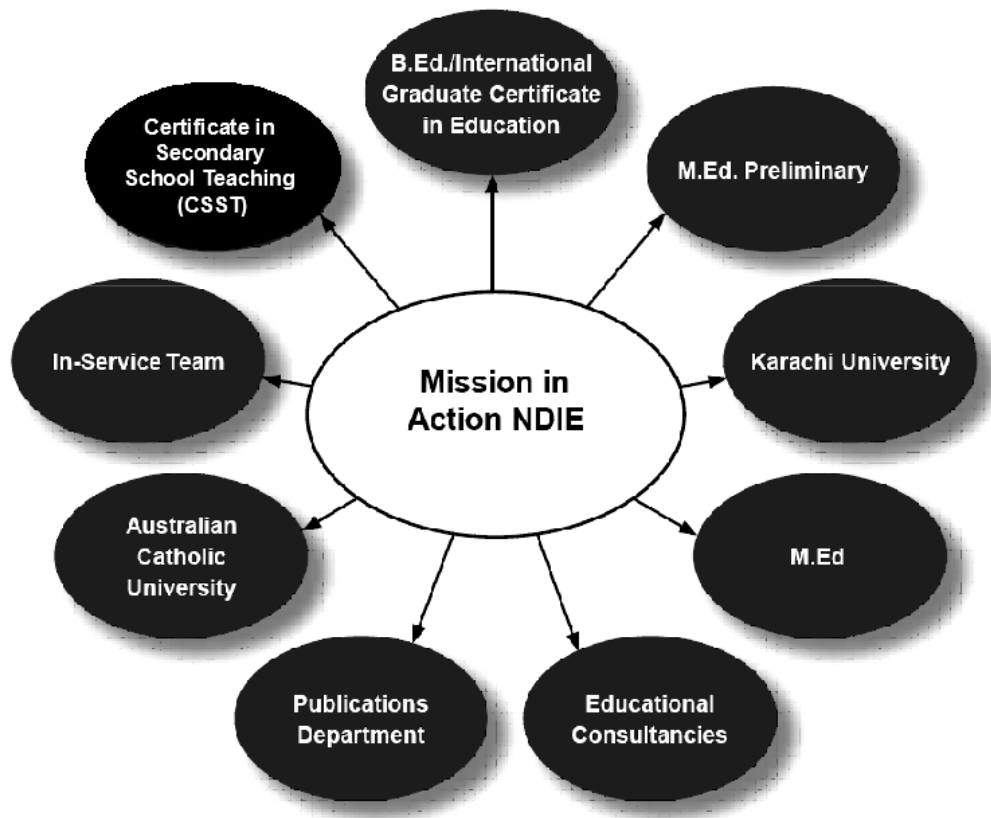 B.Ed./International
Graduate Certificate
in Education
Certificate in
Secondary
School Teaching
(CSST)
M.Ed. Preliminary
In-Service Team
Karachi University
Mission in
Action NDIE
Australian
Catholic
University
M.Ed
Publications
Department
Educational
Consultancies